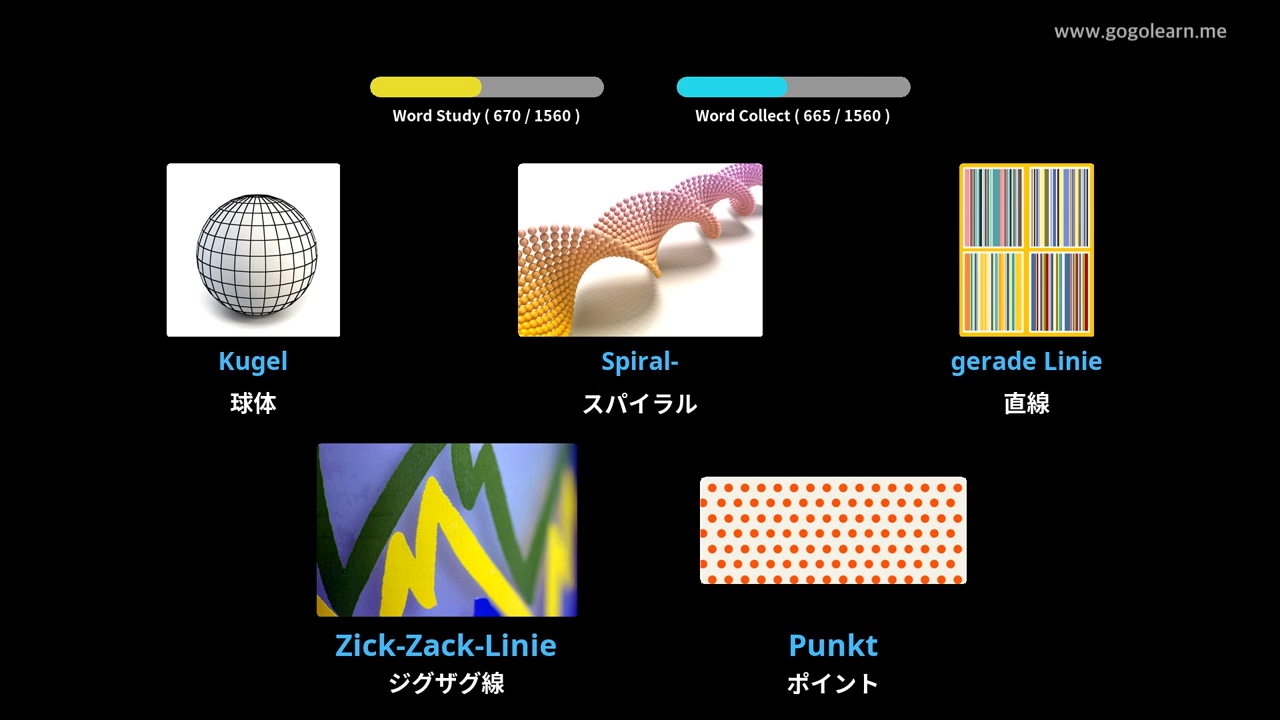 www.gogolearn.me
Word Study ( 670 / 1560 )
Word Collect ( 665 / 1560 )
Kugel
球体
Spiral-
スパイラル
gerade Linie
直線
Zick-Zack-Linie
ジグザグ線
Punkt
ポイント